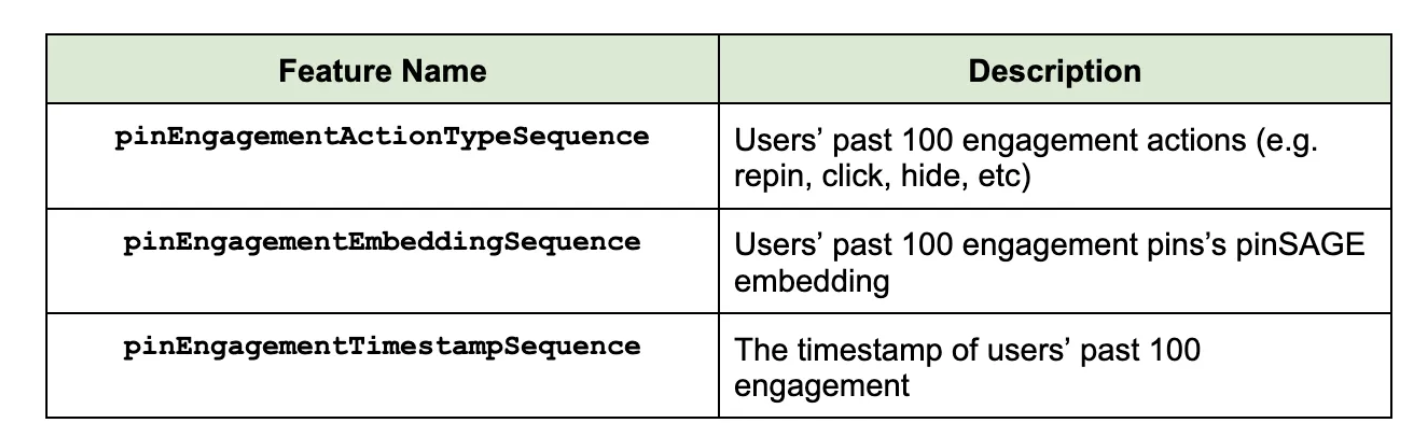 Feature Name
Description
pinEngagementActionTypeSequence
Users’ past 100 engagement actions (e.g.
repin, click, hide, etc)
pinEngagementEmbeddingSequence
Users’ past 100 engagement pins’s pinSAGE
embedding
pinEngagementTimestampSequence
The timestamp of users’ past 100
engagement